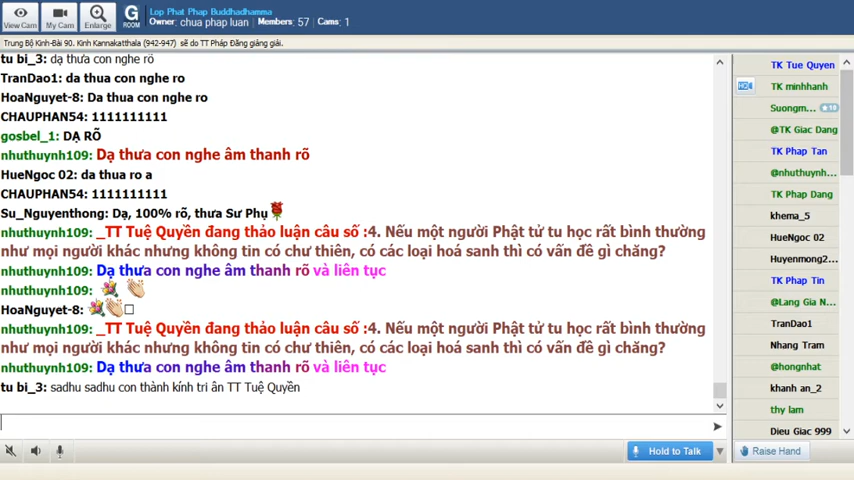 View Cam
My Cam
Enlarge
G
ROOM
Lop Phat Phap Buddhadhamma
Owner: chua phap luan Members: 57 Cams: 1
Trung Bộ Kinh-Bài 90. Kinh Kannakatthala (942-947) sẽ do TT Pháp Đăng giảng giải.
tu bi_3: dạ thưa con nghe rõ
TranDao1: da thua con nghe ro
HoaNguyet-8: Da thua con nghe ro
CHAUPHAN54: 1111111111
gosbel_1: DẠ RÕ
nhuthuynh109: Dạ thưa con nghe âm thanh rõ
HueNgoc 02: da thua ro a
CHAUPHAN54: 1111111111
Su_Nguyenthong: Dạ, 100% rõ, thưa Sư Phụ
nhuthuynh109: _TT Tuệ Quyền đang thảo luận câu số :4. Nếu một người Phật tử tu học rất bình thường
như mọi người khác nhưng không tin có chư thiên, có các loại hoá sanh thì có vấn đề gì chăng?
nhuthuynh109: Dạ thưa con nghe âm thanh rõ và liên tục
nhuthuynh109:
HoaNguyet-8:
nhuthuynh109: _TT Tuệ Quyền đang thảo luận câu số :4. Nếu một người Phật tử tu học rất bình thường
như mọi người khác nhưng không tin có chư thiên, có các loại hoá sanh thì có vấn đề gì chăng?
nhuthuynh109: Dạ thưa con nghe âm thanh rõ và liên tục
tu bi_3: sadhu sadhu con thành kính tri ân TT Tuệ Quyền
Hold to Talk
TK Tue Quyen
TK minhhanh
Suongm...
@TK Giac Dang
TK Phap Tan
@nhuthuynh...
TK Phap Dang
khema_5
HueNgoc 02
Huyenmong2...
TK Phap Tin
@Lang Gia N...
TranDao1
Nhang Tram
@hongnhat
khanh an_2
thy lam
Dieu Giac 999
Raise Hand